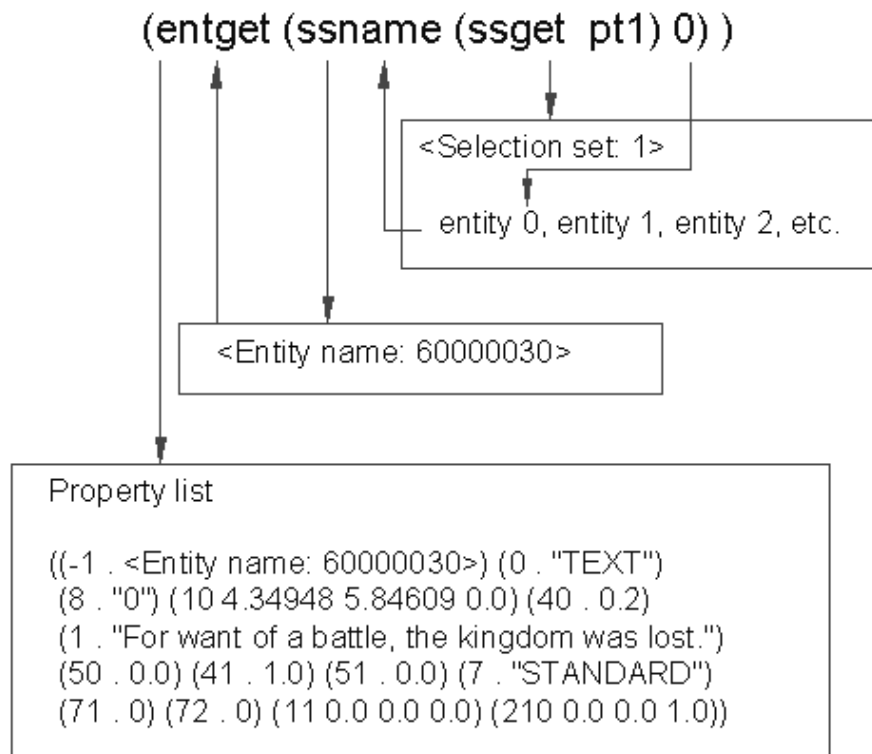 (entget (ssname (ssget pt1) 0) )
<Selection set: 1>
entity 0, entity 1, entity 2, etc.
<Entity name: 60000030>
Property list
((-1 . <Entity name: 60000030>) (0 . "TEXT")
(8 . "0") (10 4.34948 5.84609 0.0) (40 . 0.2)
(1 . "For want of a battle, the kingdom was lost.")
(50 . 0.0) (41 . 1.0) (51 . 0.0) (7 . "STANDARD")
(71 . 0) (72 . 0) (11 0.0 0.0 0.0) (210 0.0 0.0 1.0))